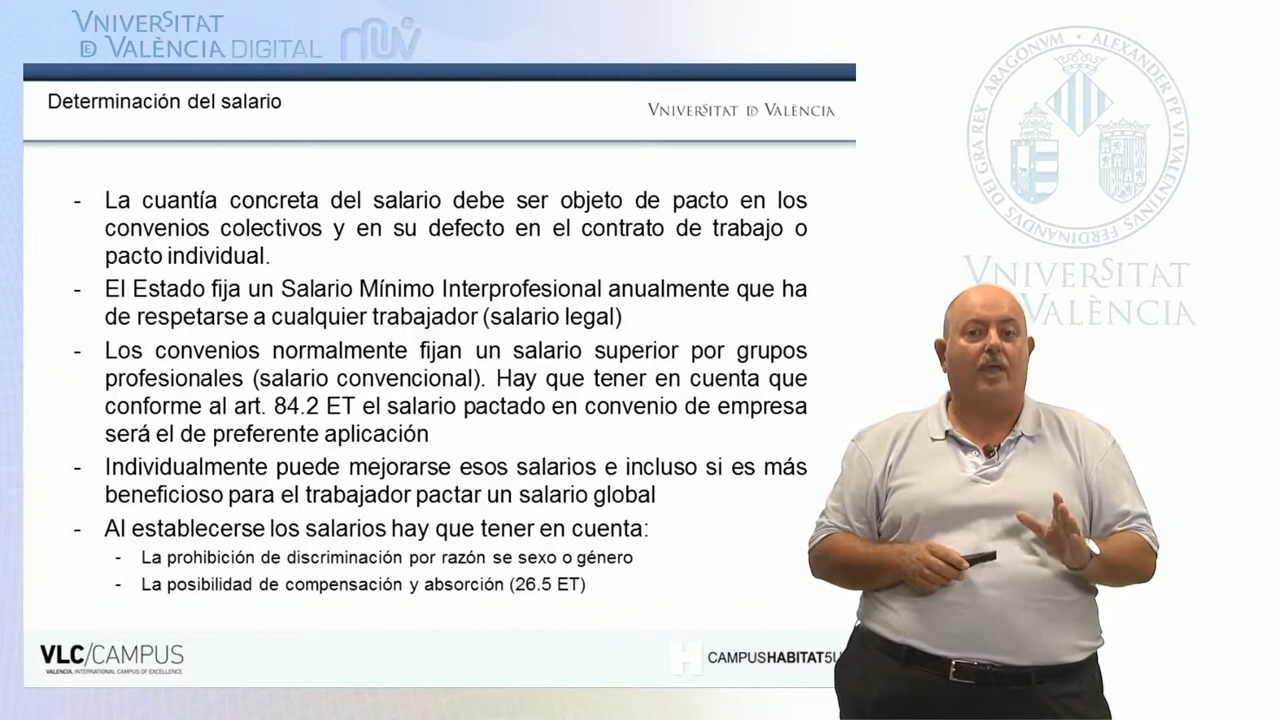 VNIVERSITAT
DE VALÈNCIA DIGITAL nuve
Determinación del salario
VNIVERSITAT DE VALÈNCIA
- La cuantía concreta del salario debe ser objeto de pacto en los
convenios colectivos y en su defecto en el contrato de trabajo o
pacto individual.
- El Estado fija un Salario Mínimo Interprofesional anualmente que ha
de respetarse a cualquier trabajador (salario legal)
- Los convenios normalmente fijan un salario superior por grupos
profesionales (salario convencional). Hay que tener en cuenta que
conforme al art. 84.2 ET el salario pactado en convenio de empresa
será el de preferente aplicación
- Individualmente puede mejorarse esos salarios e incluso si es más
beneficioso para el trabajador pactar un salario global
- Al establecerse los salarios hay que tener en cuenta:
- La prohibición de discriminación por razón se sexo o género
- La posibilidad de compensación y absorción (26.5 ET)
VLC/CAMPUS
VALENCIA, INTERNATIONAL CAMPUS OF EXCELLENCE
H CAMPUSHABITAT5U
ALEXANDER PP VI VALENTINVS FERDINANDVS DEI GRA REX ARAGONVM
VNIVERSITAT
VALÈNCIA